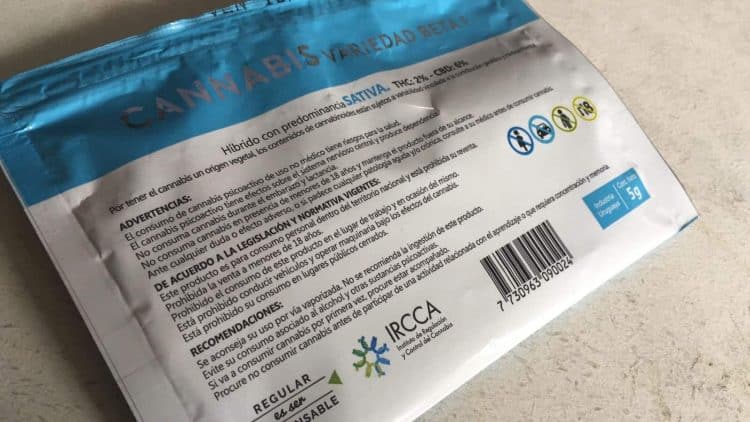 VEN
CANNABIS VARIEDAD BETA 1
Híbrido con predominancia SATIVA. THC: 2% - CBD: 6%
Por tener el cannabis un origen vegetal, los contenidos de cannabinoides están sujetos a variabilidad vinculada a la contribución genética y
ADVERTENCIAS:
El consumo de cannabis psicoactivo de uso no médico tiene riesgos para la salud.
El cannabis psicoactivo tiene efectos sobre el sistema nervioso central y produce dependencia.
No consuma cannabis durante el embarazo y lactancia.
No consuma cannabis en presencia de menores de 18 años y mantenga el producto fuera de su alcance.
Ante cualquier duda o efecto adverso, o si padece cualquier patología aguda y/o crónica, consulte a su médico antes de consumir cannabis.
DE ACUERDO A LA LEGISLACIÓN Y NORMATIVA VIGENTES:
Este producto es para consumo personal dentro del territorio nacional y está prohibida su reventa.
Prohibida la venta a menores de 18 años.
Prohibido el consumo de este producto en el lugar de trabajo y en ocasión del mismo.
Está prohibido conducir vehículos y operar maquinaria bajo los efectos del cannabis.
Está prohibido su consumo en lugares públicos cerrados.
RECOMENDACIONES:
Se aconseja su uso por vía vaporizada. No se recomienda la ingestión de este producto.
Evite su consumo asociado al alcohol y otras sustancias psicoactivas.
Si va a consumir cannabis por primera vez, procure estar acompañado.
Procure no consumir cannabis antes de participar de una actividad relacionada con el aprendizaje o que requiera concentración y memoria.
+18
Industria
Uruguaya
Cont. neto
5g
7 730963 090024
IRCCA
Instituto de Regulación
y Control de Cannabis
REGULAR
es ser